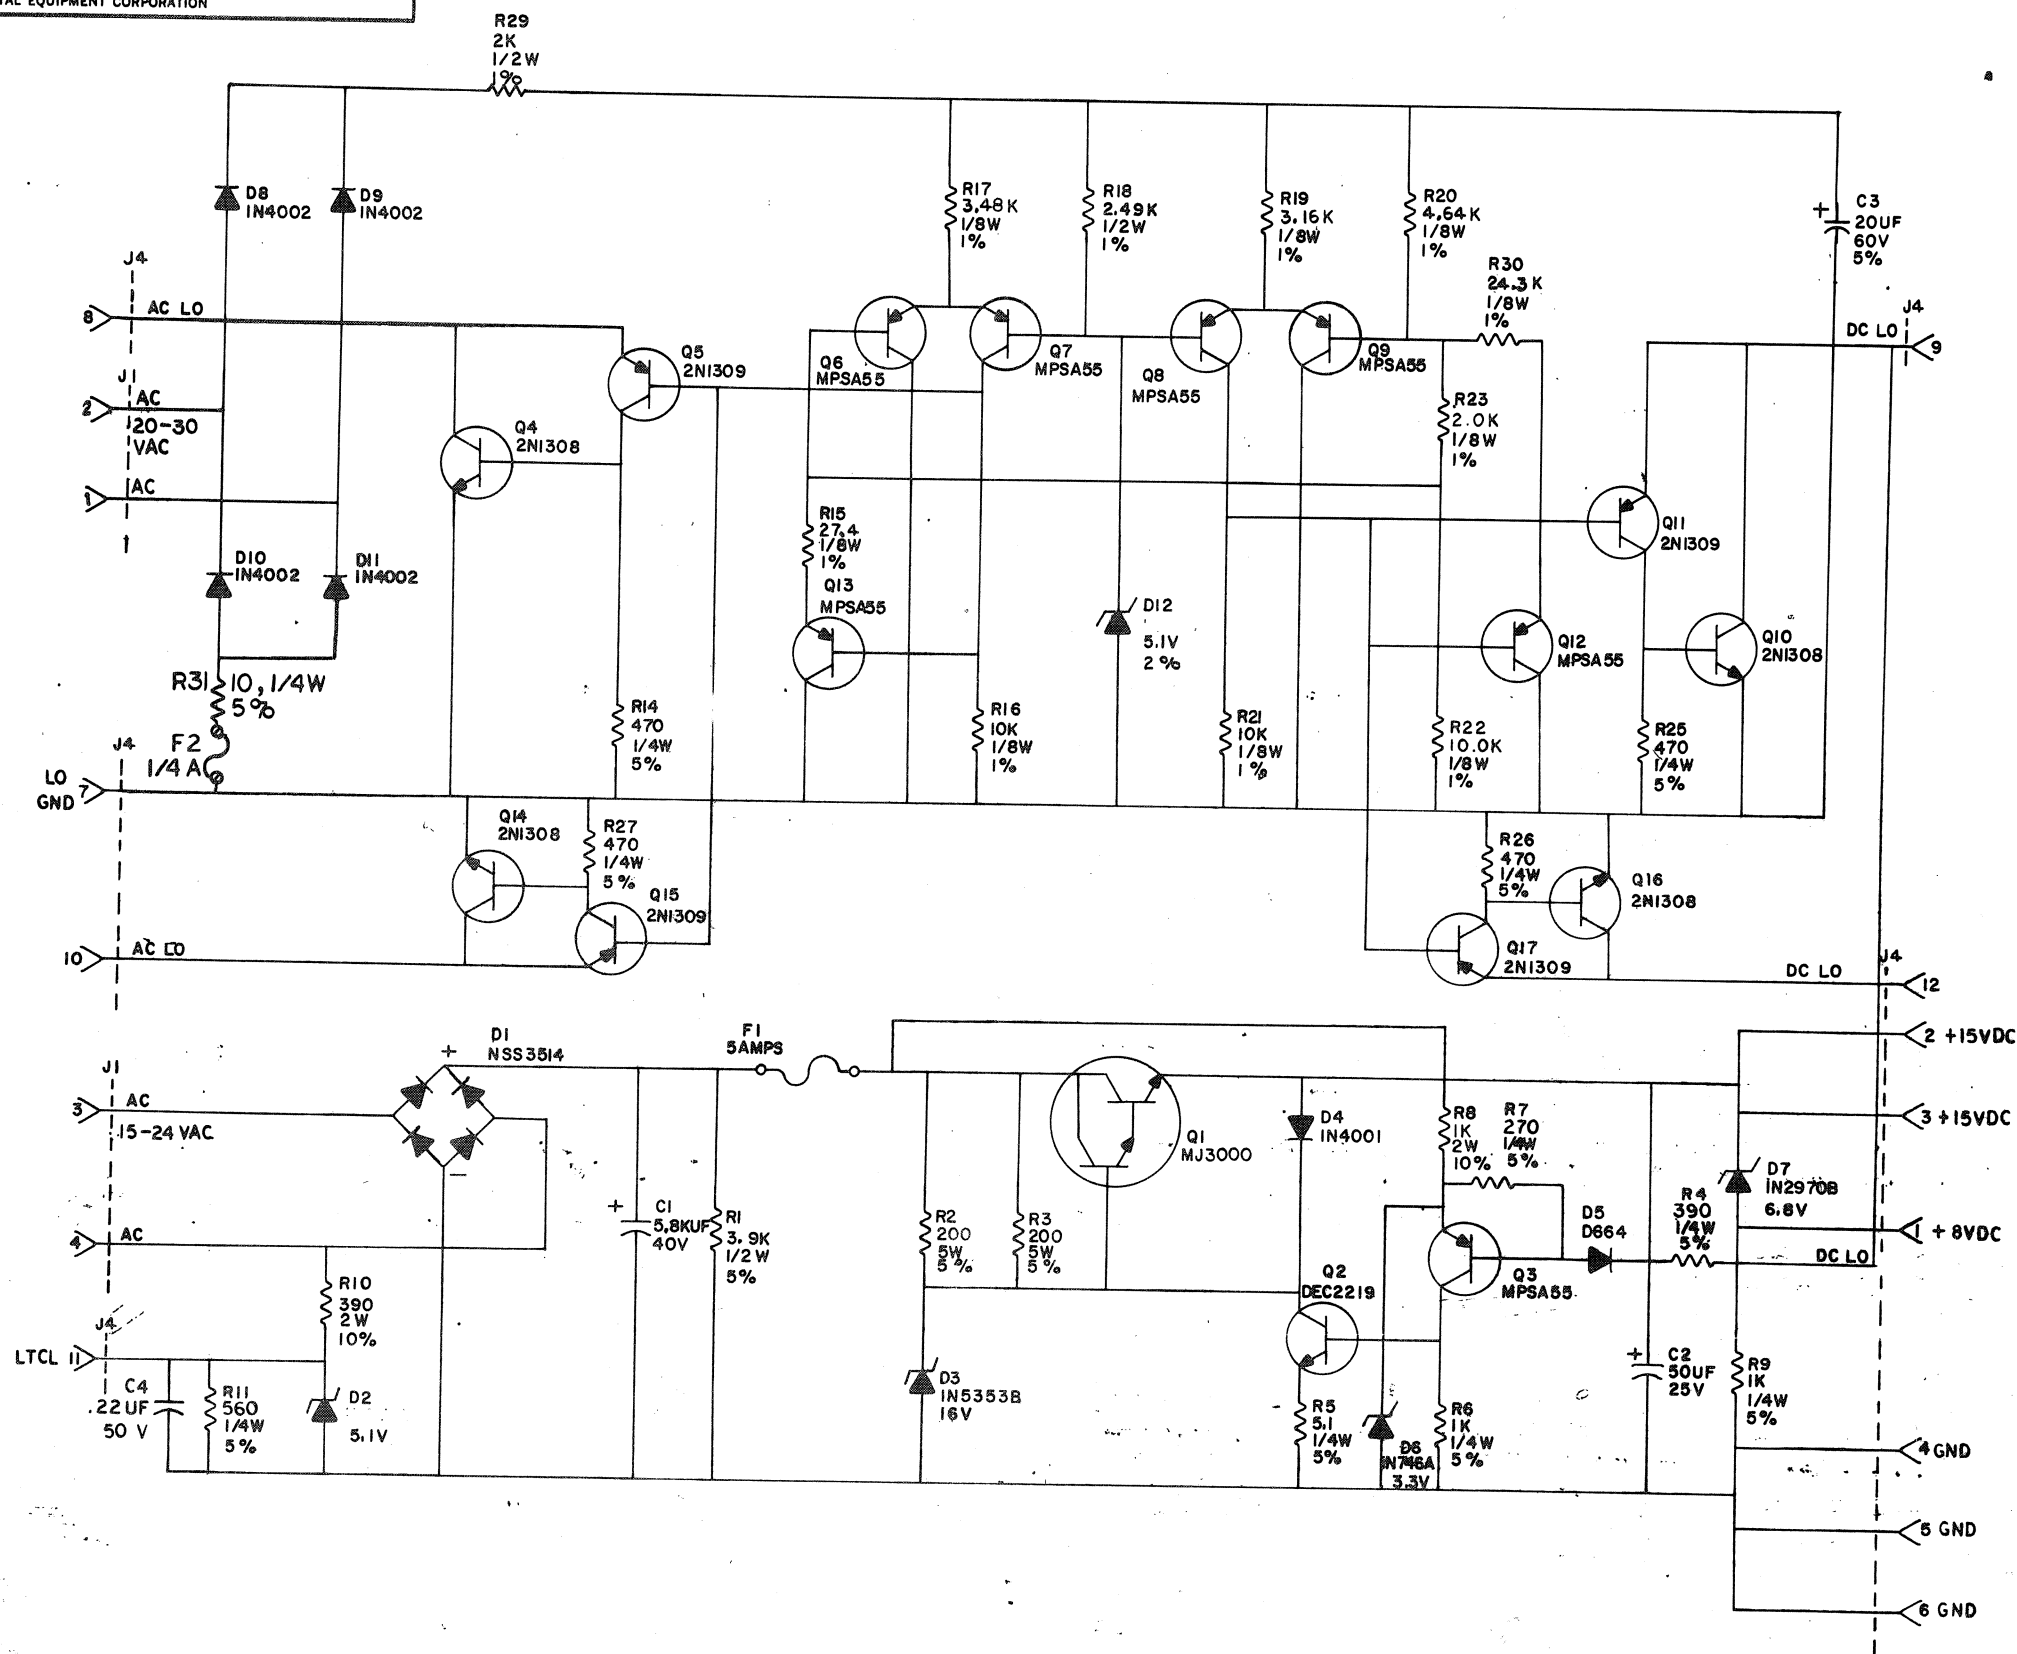 TAL EQUIPMENT CORPORATION
R29
2K
1/2W
1%
D8
IN4002
D9
IN4002
R17
3.48K
1/8W
1%
R18
2.49K
1/2W
1%
R19
3.16K
1/8W
1%
R20
4.64K
1/8W
1%
C3
20UF
60V
5%
+
R30
24.3K
1/8W
1%
J4
8
AC LO
J4
DC LO
9
J
2
AC
20-30
VAC
1
AC
Q5
2N1309
Q4
2N1308
Q6
MPSA55
Q7
MPSA55
Q8
MPSA55
Q9
MPSA55
R23
2.0K
1/8W
1%
R15
27.4
1/8W
1%
Q11
2N1309
D10
IN4002
D11
IN4002
Q13
MPSA55
D12
5.1V
2%
Q12
MPSA55
Q10
2N1308
R31 10, 1/4W
5%
F2
1/4 A
R14
470
1/4W
5%
R16
10K
1/8W
1%
R21
10K
1/8W
1%
R22
10.0K
1/8W
1%
R25
470
1/4W
5%
J4
LO
GND 7
Q14
2N1308
R27
470
1/4W
5%
Q15
2N1309
R26
470
1/4W
5%
Q16
2N1308
10
AC LO
Q17
2N1309
DC LO
J4
12
D1
NSS3514
+
−
F1
5AMPS
2 +15VDC
J1
3
AC
15-24 VAC
Q1
MJ3000
D4
IN4001
R8
1K
2W
10%
R7
270
1/4W
5%
3 +15VDC
D7
IN2970B
6.8V
+
C1
5.8KUF
40V
R1
3.9K
1/2W
5%
R2
200
5W
5%
R3
200
5W
5%
D5
D664
R4
390
1/4W
5%
1 + 8VDC
DC LO
4
AC
Q2
DEC2219
Q3
MPSA55
R10
390
2W
10%
J4
LTCL 11
C4
.22UF
50 V
R11
560
1/4W
5%
D2
5.1V
D3
IN5353B
16V
R5
5.1
1/4W
5%
D6
IN746A
3.3V
R6
1K
1/4W
5%
+
C2
50UF
25V
R9
1K
1/4W
5%
4 GND
5 GND
6 GND